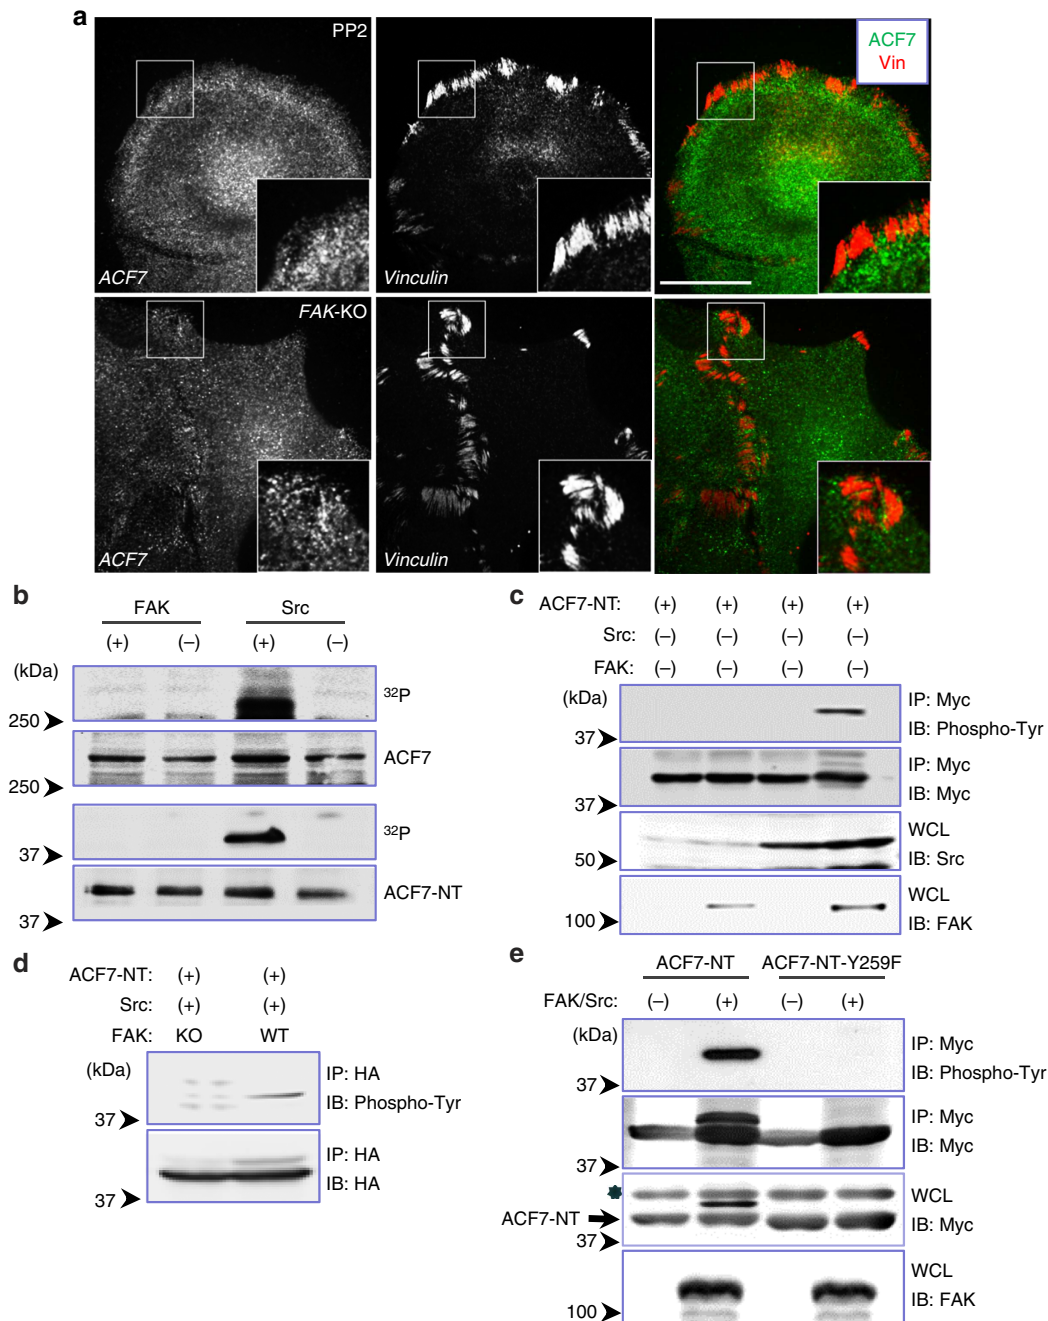 a
PP2
ACF7
Vin
ACF7
Vinculin
FAK-KO
ACF7
Vinculin
b
FAK Src
(+) (–) (+) (–)
(kDa)
32P
250
ACF7
250
32P
37
ACF7-NT
37
c
ACF7-NT: (+) (+) (+) (+)
Src: (–) (–) (–) (–)
FAK: (–) (–) (–) (–)
(kDa)
IP: Myc
IB: Phospho-Tyr
37
IP: Myc
IB: Myc
37
WCL
IB: Src
50
WCL
IB: FAK
100
d
ACF7-NT: (+) (+)
Src: (+) (+)
FAK: KO WT
(kDa)
IP: HA
IB: Phospho-Tyr
37
IP: HA
IB: HA
37
e
ACF7-NT ACF7-NT-Y259F
FAK/Src: (–) (+) (–) (+)
(kDa)
IP: Myc
IB: Phospho-Tyr
37
IP: Myc
IB: Myc
37
WCL
IB: Myc
ACF7-NT
37
WCL
IB: FAK
100